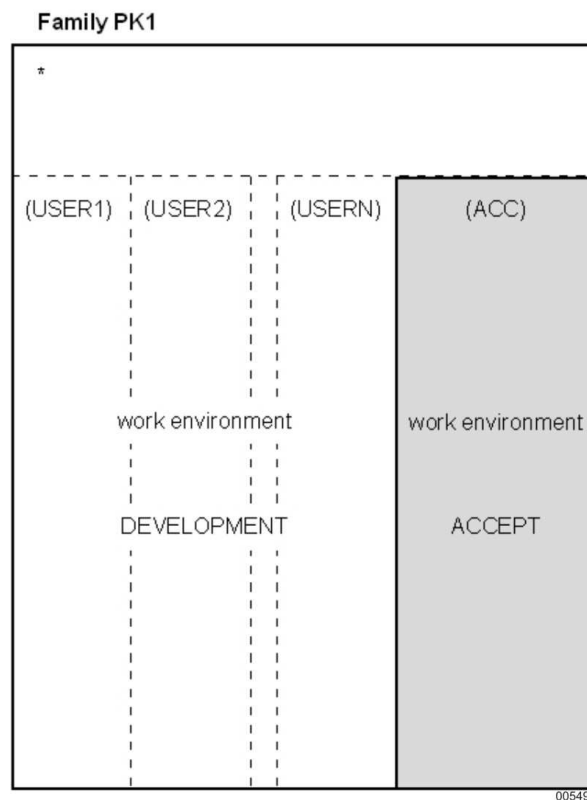 Family PK1
*
(USER1) (USER2) (USERN) (ACC)
work environment work environment
DEVELOPMENT ACCEPT
00549